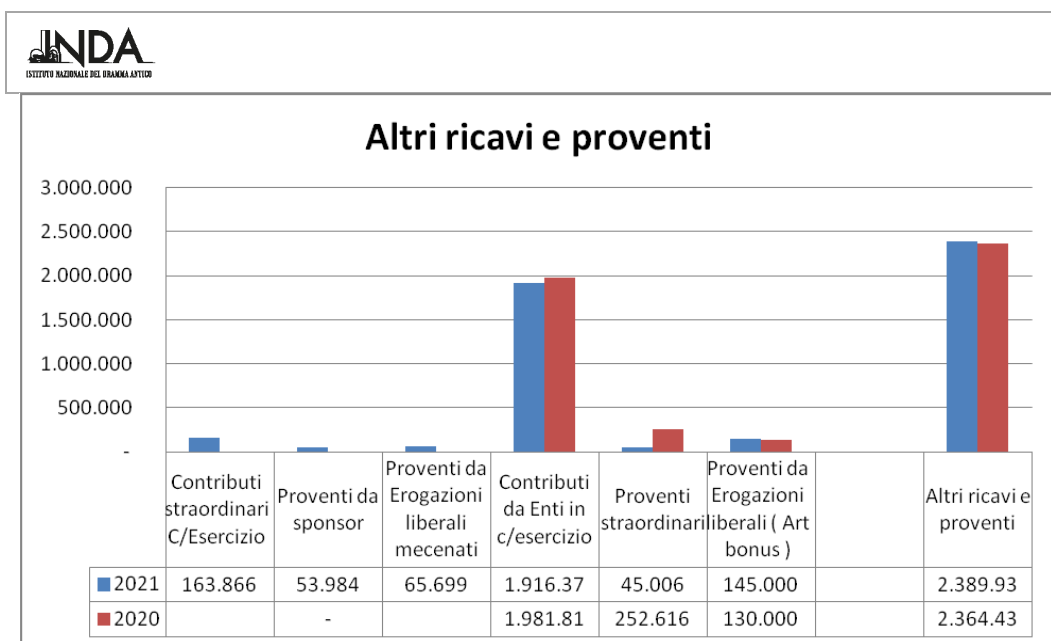 INDA
ISTITUTO NAZIONALE DEL DRAMMA ANTICO
Altri ricavi e proventi
3.000.000
2.500.000
2.000.000
1.500.000
1.000.000
500.000
-
Contributi
straordinari
C/Esercizio
Proventi da
sponsor
Proventi da
Erogazioni
liberali
mecenati
Contributi
da Enti in
c/esercizio
Proventi
straordinari
Proventi da
Erogazioni
liberali ( Art
bonus )
Altri ricavi e
proventi
2021 163.866 53.984 65.699 1.916.37 45.006 145.000 2.389.93
2020 - 1.981.81 252.616 130.000 2.364.43